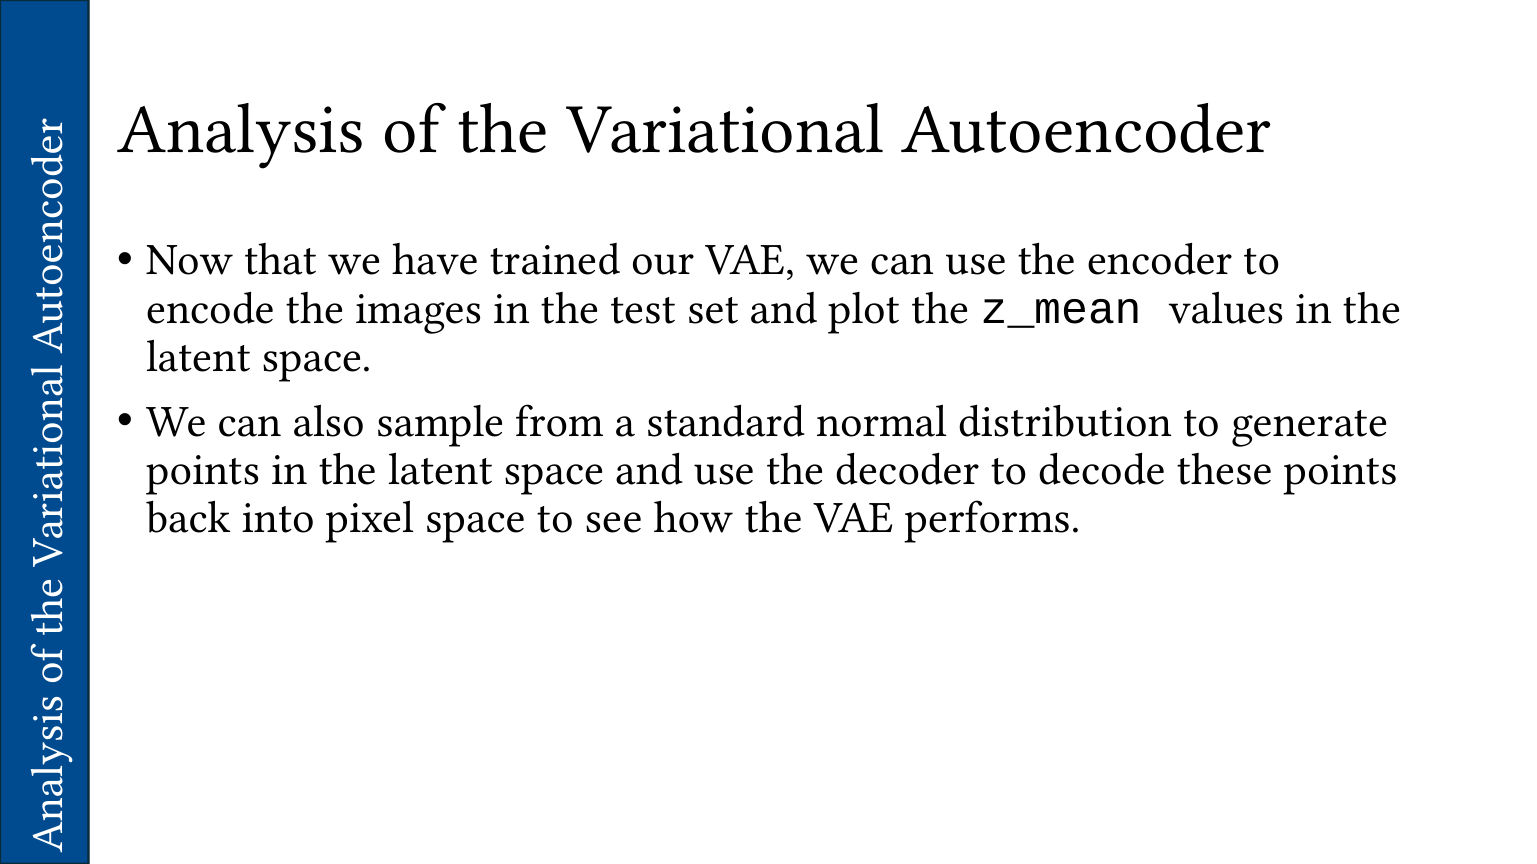 Analysis of the Variational Autoencoder
Analysis of the Variational Autoencoder
• Now that we have trained our VAE, we can use the encoder to
encode the images in the test set and plot the z_mean values in the
latent space.
• We can also sample from a standard normal distribution to generate
points in the latent space and use the decoder to decode these points
back into pixel space to see how the VAE performs.